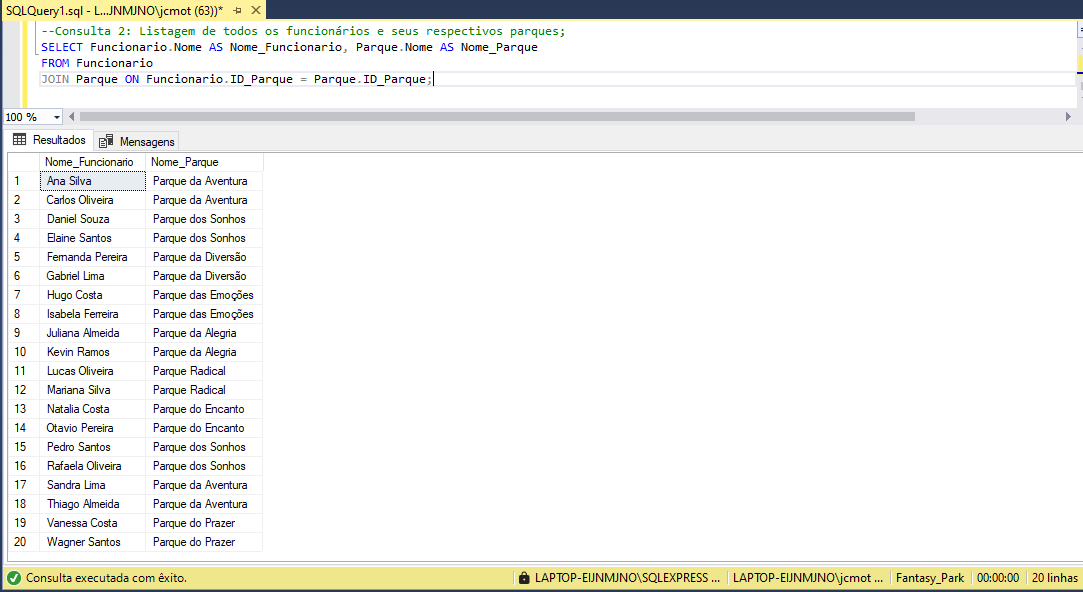 SQLQuery1.sql - L...JNMJNO\jcmot (63))*
--Consulta 2: Listagem de todos os funcionários e seus respectivos parques;
SELECT Funcionario.Nome AS Nome_Funcionario, Parque.Nome AS Nome_Parque
FROM Funcionario
JOIN Parque ON Funcionario.ID_Parque = Parque.ID_Parque;
100 %
Resultados Mensagens
Nome_Funcionario Nome_Parque
1 Ana Silva Parque da Aventura
2 Carlos Oliveira Parque da Aventura
3 Daniel Souza Parque dos Sonhos
4 Elaine Santos Parque dos Sonhos
5 Fernanda Pereira Parque da Diversão
6 Gabriel Lima Parque da Diversão
7 Hugo Costa Parque das Emoções
8 Isabela Ferreira Parque das Emoções
9 Juliana Almeida Parque da Alegria
10 Kevin Ramos Parque da Alegria
11 Lucas Oliveira Parque Radical
12 Mariana Silva Parque Radical
13 Natalia Costa Parque do Encanto
14 Otavio Pereira Parque do Encanto
15 Pedro Santos Parque dos Sonhos
16 Rafaela Oliveira Parque dos Sonhos
17 Sandra Lima Parque da Aventura
18 Thiago Almeida Parque da Aventura
19 Vanessa Costa Parque do Prazer
20 Wagner Santos Parque do Prazer
Consulta executada com êxito. LAPTOP-EIJNMJNO\SQLEXPRESS ... LAPTOP-EIJNMJNO\jcmot ... Fantasy_Park 00:00:00 20 linhas